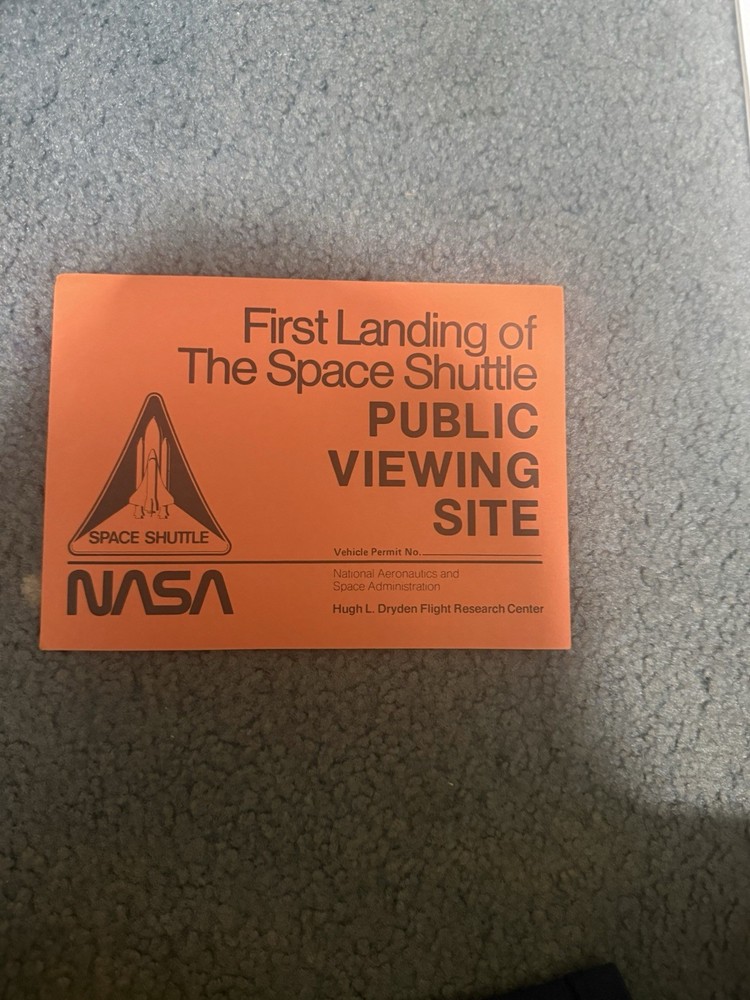 First Landing of
The Space Shuttle
PUBLIC
VIEWING
SITE
SPACE SHUTTLE
Vehicle Permit No.
NASA
National Aeronautics and
Space Administration
Hugh L. Dryden Flight Research Center